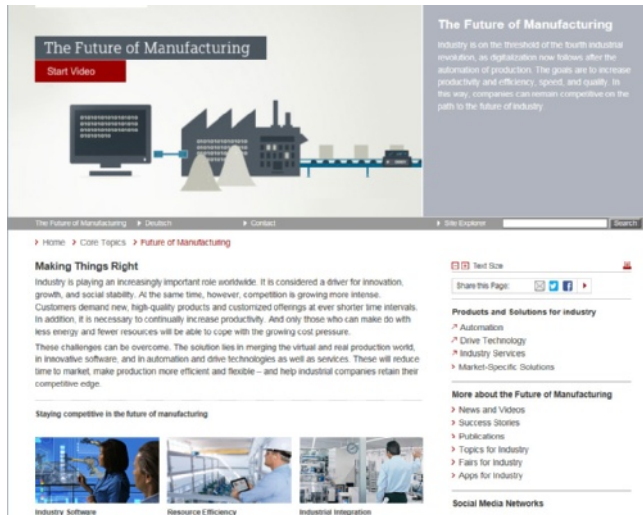 The Future of Manufacturing
Start Video
The Future of Manufacturing
Industry is on the threshold of the fourth industrial
revolution, as digitalization now follows after the
automation of production. The goals are to increase
productivity and efficiency, speed, and quality. In
this way, companies can remain competitive on the
path to the future of industry
The Future of Manufacturing
Deutsch
Contact
Site Explorer
Search
Home
Core Topics
Future of Manufacturing
Making Things Right
Industry is playing an increasingly important role worldwide. It is considered a driver for innovation,
growth, and social stability. At the same time, however, competition is growing more intense.
Customers demand new, high-quality products and customized offerings at ever shorter time intervals.
In addition, it is necessary to continually increase productivity. And only those who can make do with
less energy and fewer resources will be able to cope with the growing cost pressure.
These challenges can be overcome. The solution lies in merging the virtual and real production world,
in innovative software, and in automation and drive technologies as well as services. These will reduce
time to market, make production more efficient and flexible – and help industrial companies retain their
competitive edge.
Staying competitive in the future of manufacturing
Industry Software
Resource Efficiency
Industrial Integration
Text Size
Share this Page:
Products and Solutions for industry
Automation
Drive Technology
Industry Services
Market-Specific Solutions
More about the Future of Manufacturing
News and Videos
Success Stories
Publications
Topics for Industry
Fairs for Industry
Apps for Industry
Social Media Networks